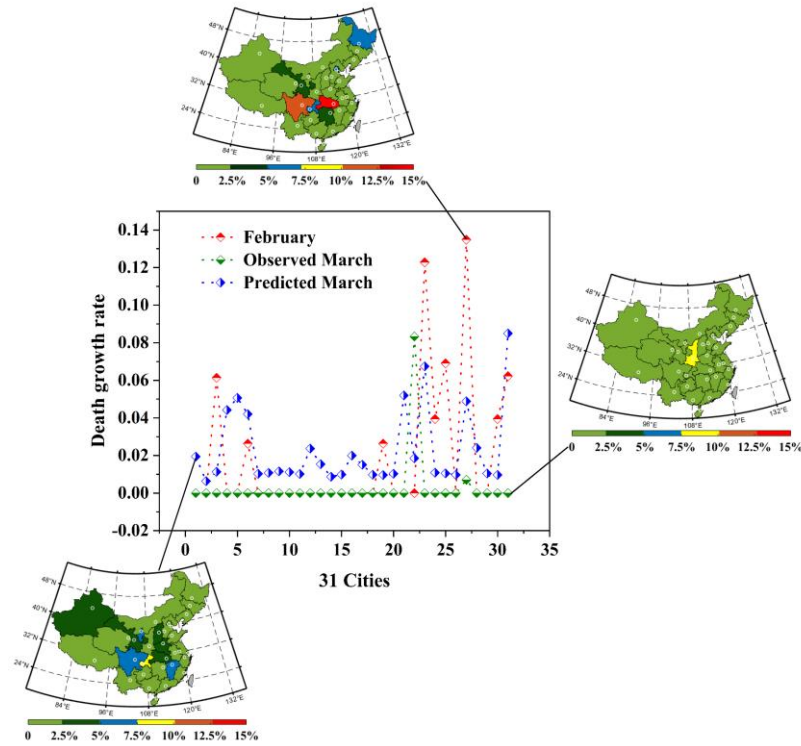 48°N
40°N
32°N
24°N
84°E 96°E 108°E 120°E 132°E
0 2.5% 5% 7.5% 10% 12.5% 15%
0.14
0.12
0.10
0.08
0.06
0.04
0.02
0.00
-0.02
Death growth rate
February
Observed March
Predicted March
0 5 10 15 20 25 30 35
31 Cities
48°N
40°N
32°N
24°N
84°E 96°E 108°E 120°E 132°E
0 2.5% 5% 7.5% 10% 12.5% 15%
48°N
40°N
32°N
24°N
84°E 96°E 108°E 120°E 132°E
0 2.5% 5% 7.5% 10% 12.5% 15%